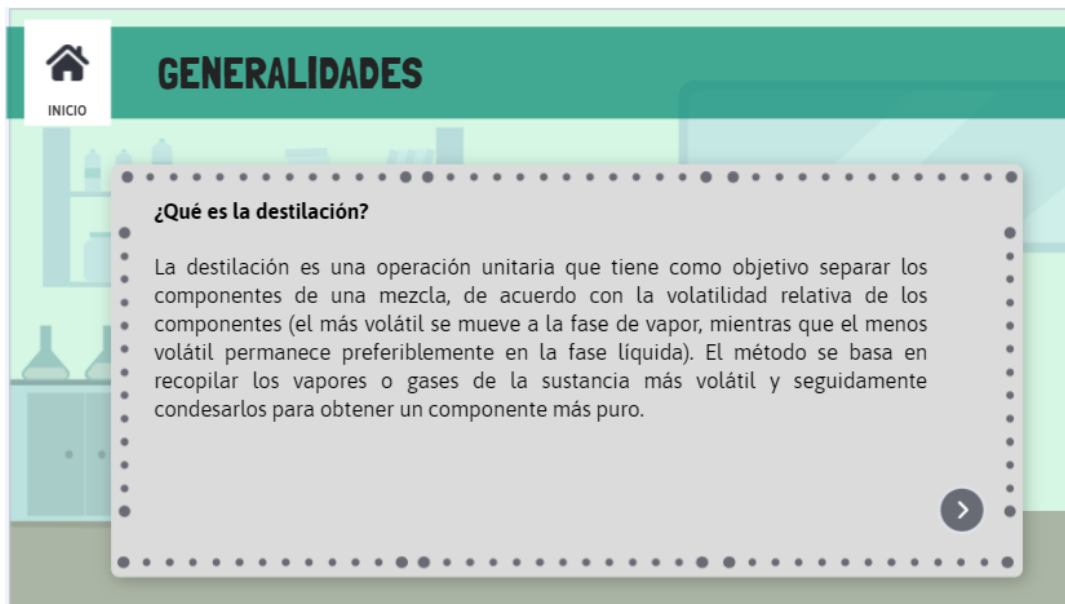 INICIO
GENERALIDADES
¿Qué es la destilación?
La destilación es una operación unitaria que tiene como objetivo separar los
componentes de una mezcla, de acuerdo con la volatilidad relativa de los
componentes (el más volátil se mueve a la fase de vapor, mientras que el menos
volátil permanece preferiblemente en la fase líquida). El método se basa en
recopilar los vapores o gases de la sustancia más volátil y seguidamente
condesarlos para obtener un componente más puro.